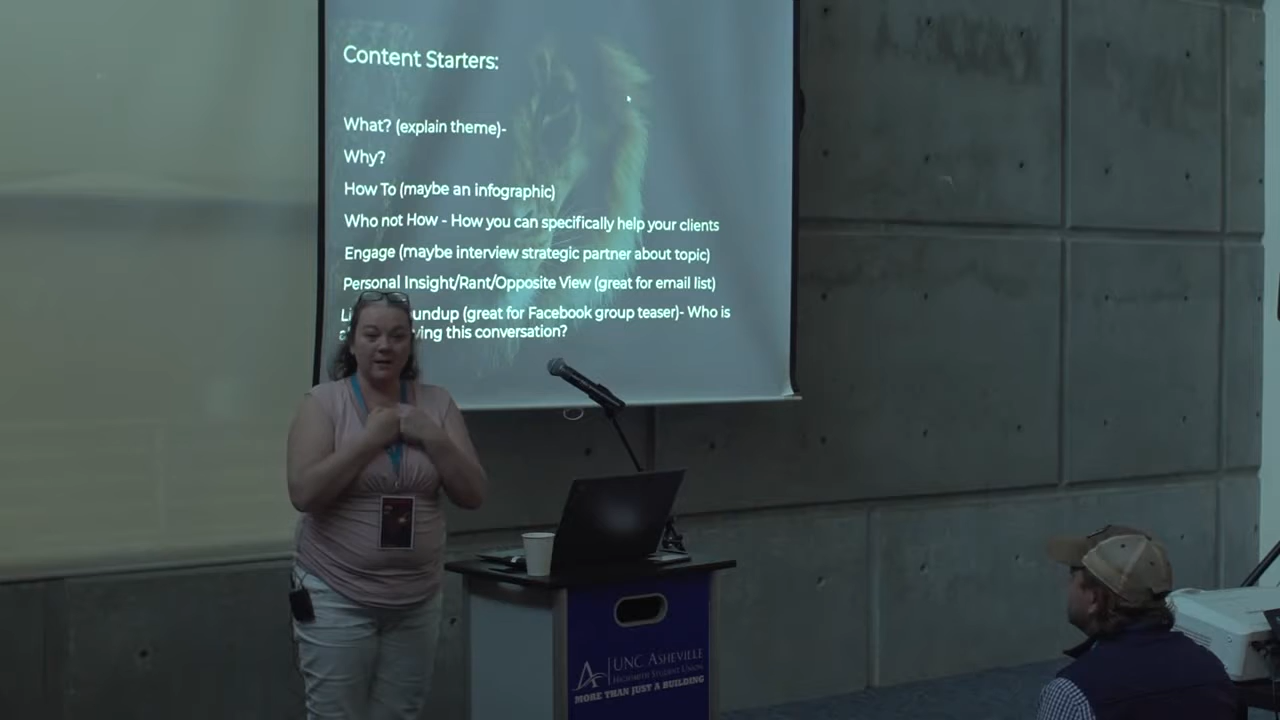 Content Starters:
What? (explain theme)-
Why?
How To (maybe an infographic)
Who not How - How you can specifically help your clients
Engage (maybe interview strategic partner about topic)
Personal Insight/Rant/Opposite View (great for email list)
(great for Facebook group teaser)- Who is
this conversation?
UNC ASHEVILLE
HIGHSMITH STUDENT UNION
MORE THAN JUST A BUILDING